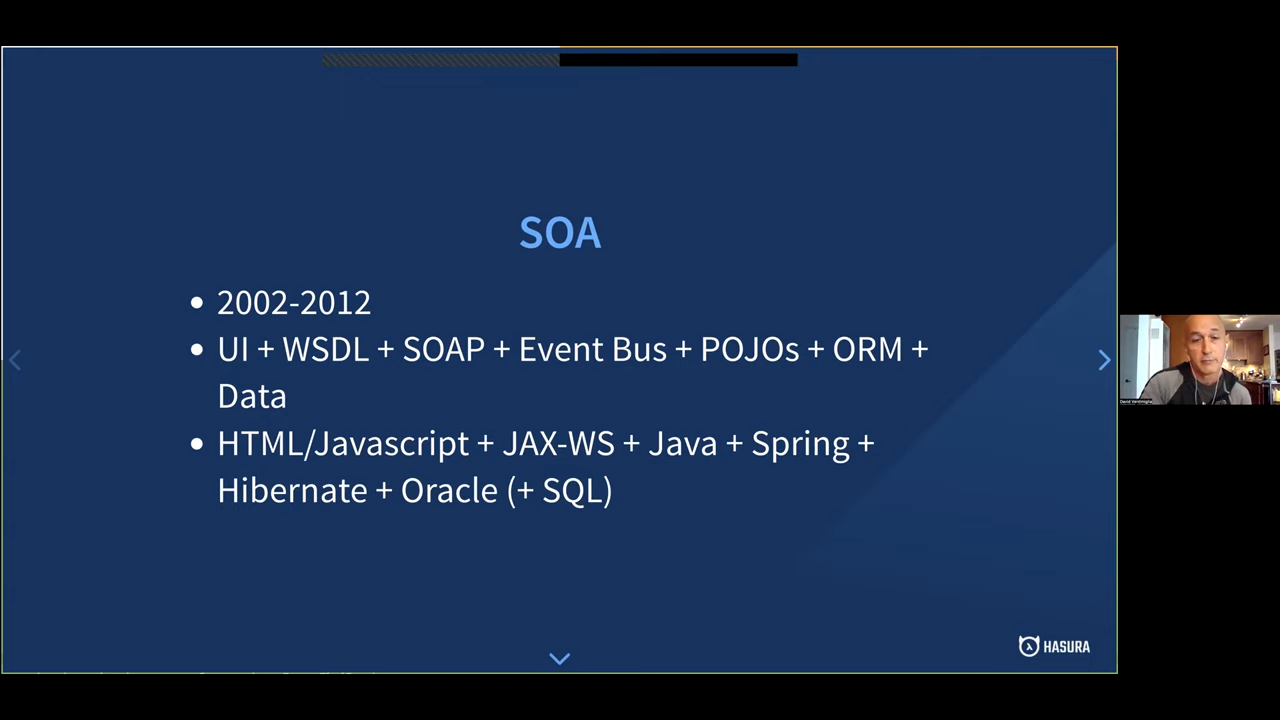 SOA
• 2002-2012
• UI + WSDL + SOAP + Event Bus + POJOs + ORM +
Data
• HTML/Javascript + JAX-WS + Java + Spring +
Hibernate + Oracle (+ SQL)
HASURA